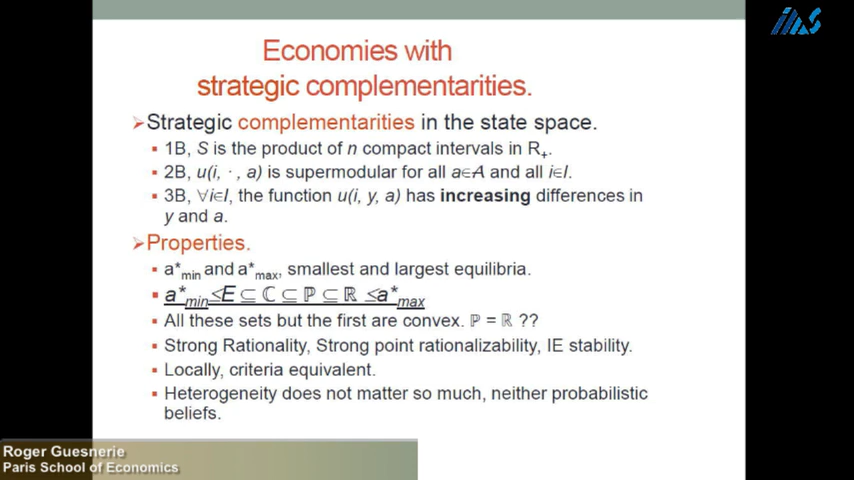 IIAS
Economies with
strategic complementarities.
➢Strategic complementarities in the state space.
▪ 1B, S is the product of n compact intervals in R₊.
▪ 2B, u(i, · , a) is supermodular for all a∈A and all i∈I.
▪ 3B, ∀i∈I, the function u(i, y, a) has increasing differences in
y and a.
➢Properties.
▪ a*min and a*max, smallest and largest equilibria.
▪ a*min≤E ⊆ ℂ ⊆ ℙ ⊆ ℝ ≤a*max
▪ All these sets but the first are convex. ℙ = ℝ ??
▪ Strong Rationality, Strong point rationalizability, IE stability.
▪ Locally, criteria equivalent.
▪ Heterogeneity does not matter so much, neither probabilistic
beliefs.
Roger Guesnerie
Paris School of Economics